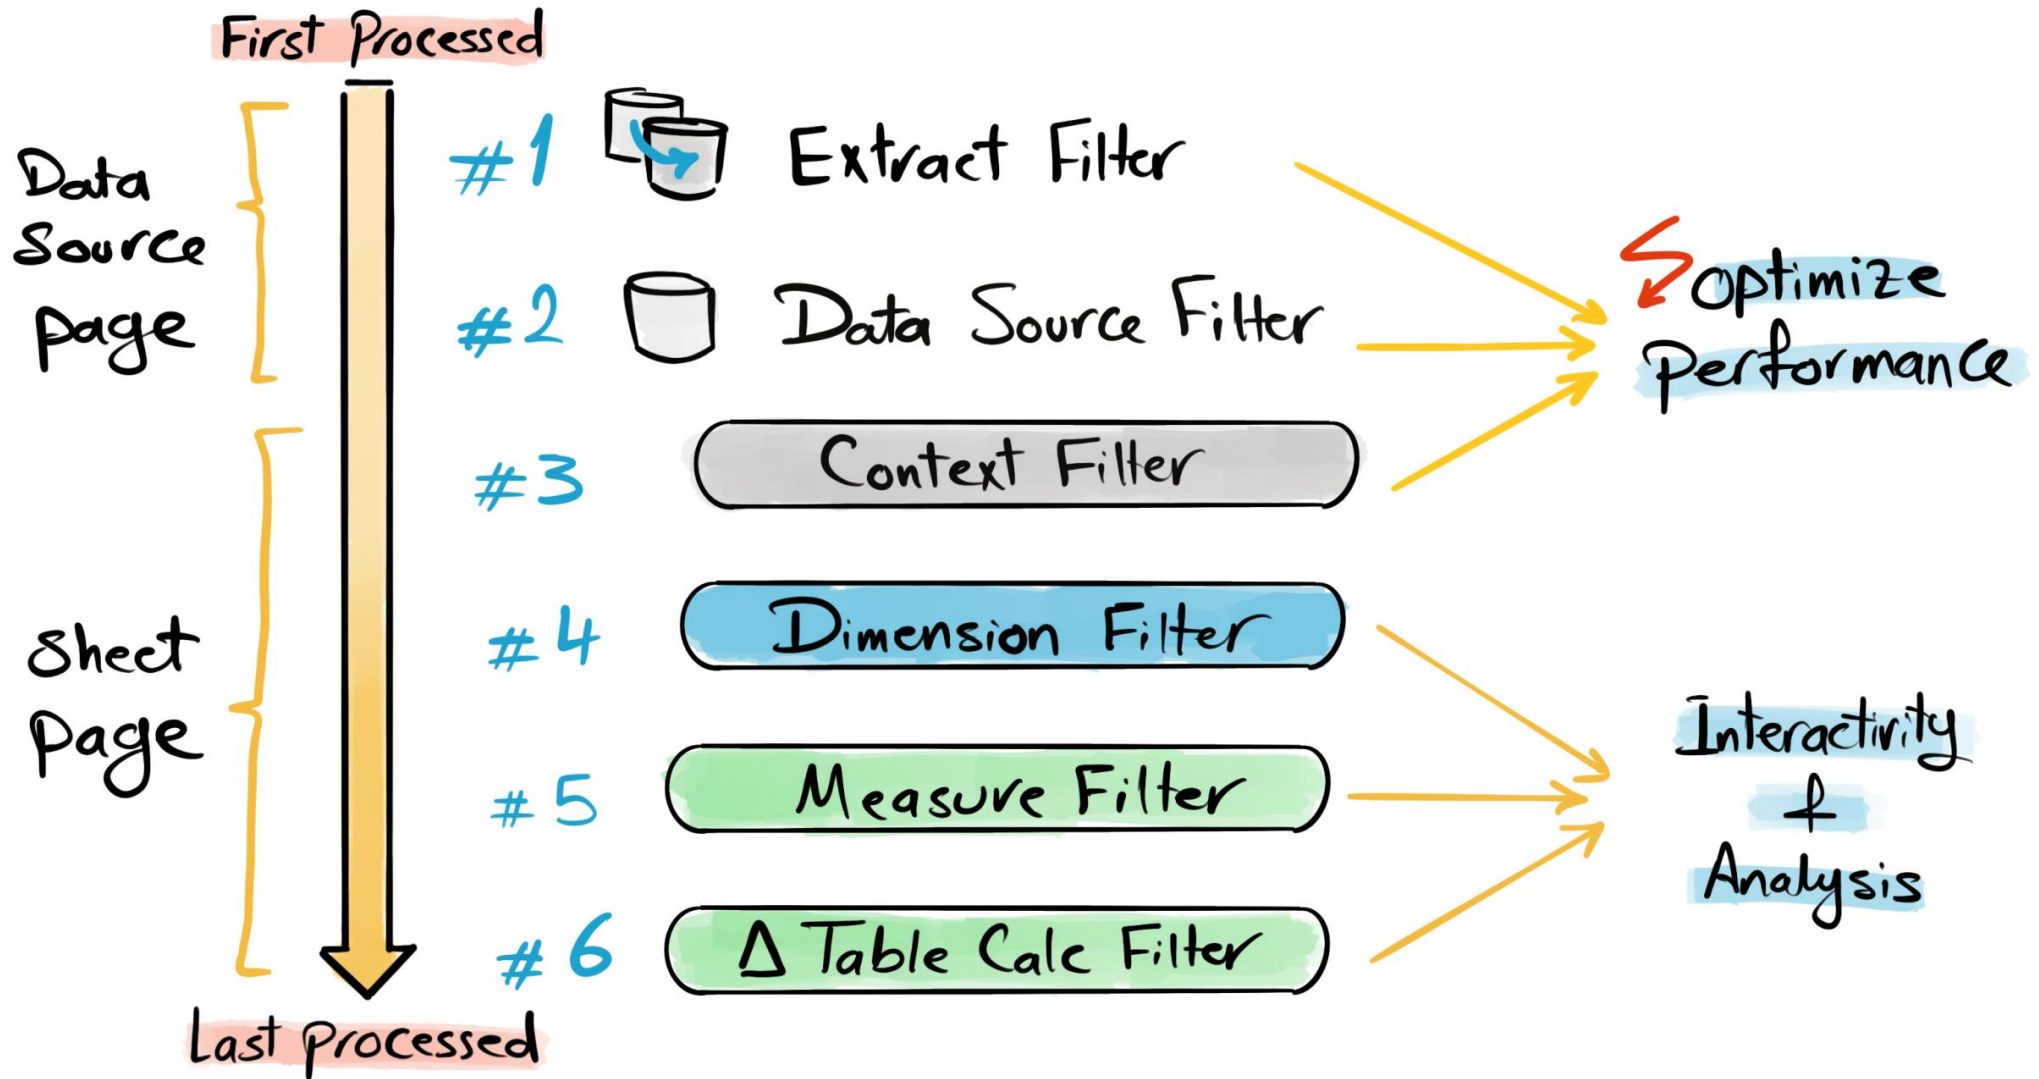 First Processed
Data
Source
page
#1 Extract Filter
#2 Data Source Filter
Optimize
Performance
#3 Context Filter
Sheet
page
#4 Dimension Filter
#5 Measure Filter
#6 Δ Table Calc Filter
Interactivity
&
Analysis
Last processed